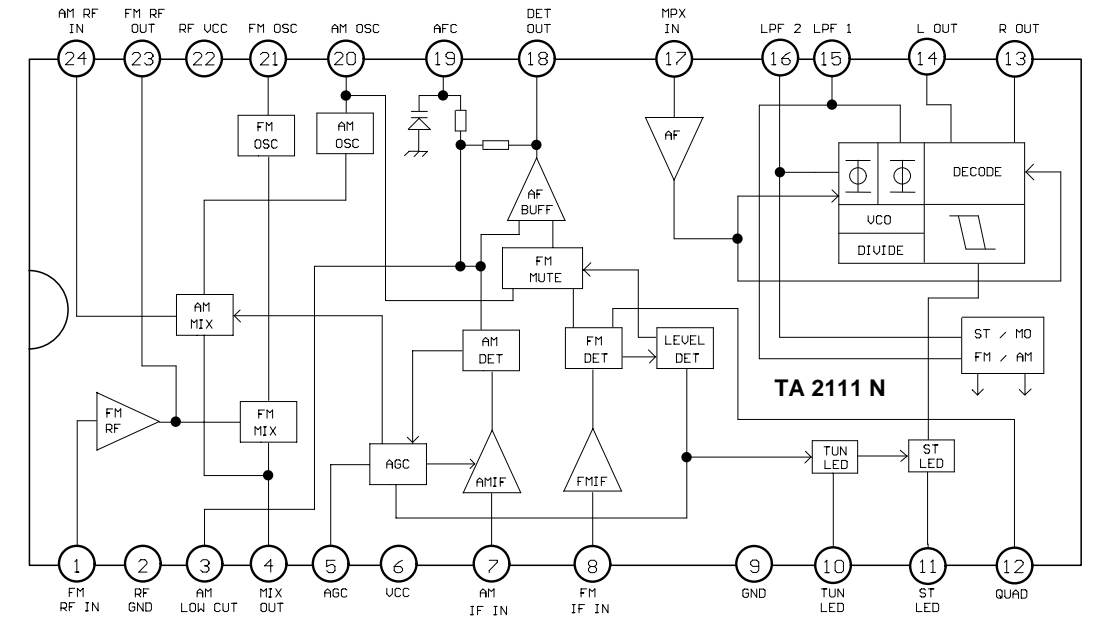 AM RF
IN
FM RF
OUT
RF VCC
FM OSC
AM OSC
AFC
DET
OUT
MPX
IN
LPF 2
LPF 1
L OUT
R OUT
24
23
22
21
20
19
18
17
16
15
14
13
FM
OSC
AM
OSC
AF
AF
BUFF
DECODE
VCO
DIVIDE
FM
MUTE
AM
MIX
AM
DET
FM
DET
LEVEL
DET
ST / MO
FM / AM
TA 2111 N
FM
RF
FM
MIX
AGC
AMIF
FMIF
TUN
LED
ST
LED
1
2
3
4
5
6
7
8
9
10
11
12
FM
RF IN
RF
GND
AM
LOW CUT
MIX
OUT
AGC
VCC
AM
IF IN
FM
IF IN
GND
TUN
LED
ST
LED
QUAD